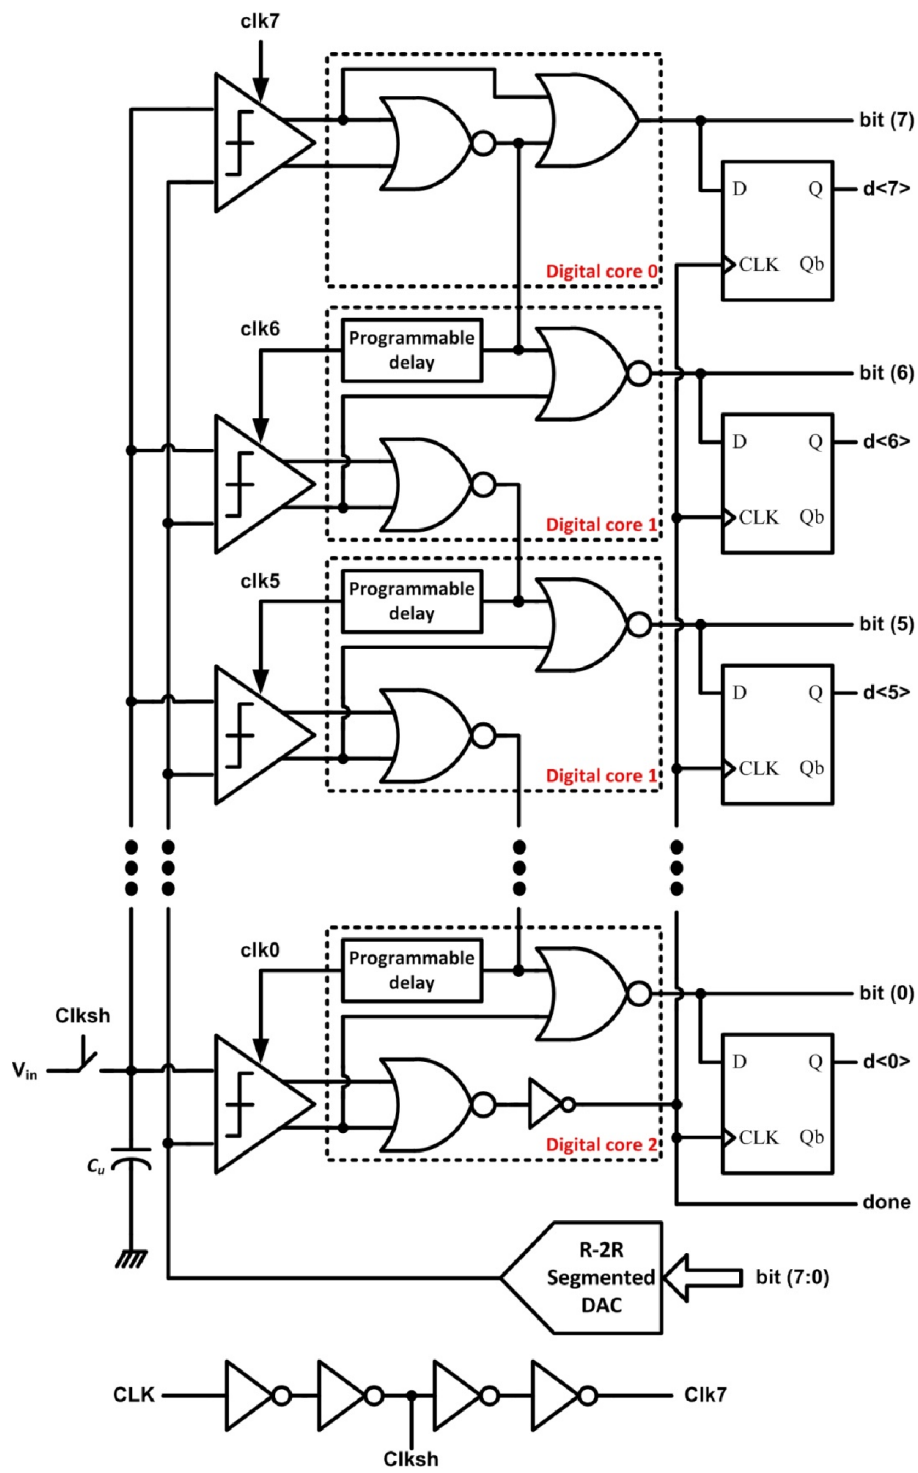 clk7
bit (7)
D Q
d<7>
CLK Qb
Digital core 0
clk6
Programmable
delay
bit (6)
D Q
d<6>
CLK Qb
Digital core 1
clk5
Programmable
delay
bit (5)
D Q
d<5>
CLK Qb
Digital core 1
clk0
Programmable
delay
bit (0)
Clksh
Vin
D Q
d<0>
CLK Qb
Digital core 2
Cu
done
R-2R
Segmented
DAC
bit (7:0)
CLK
Clk7
Clksh